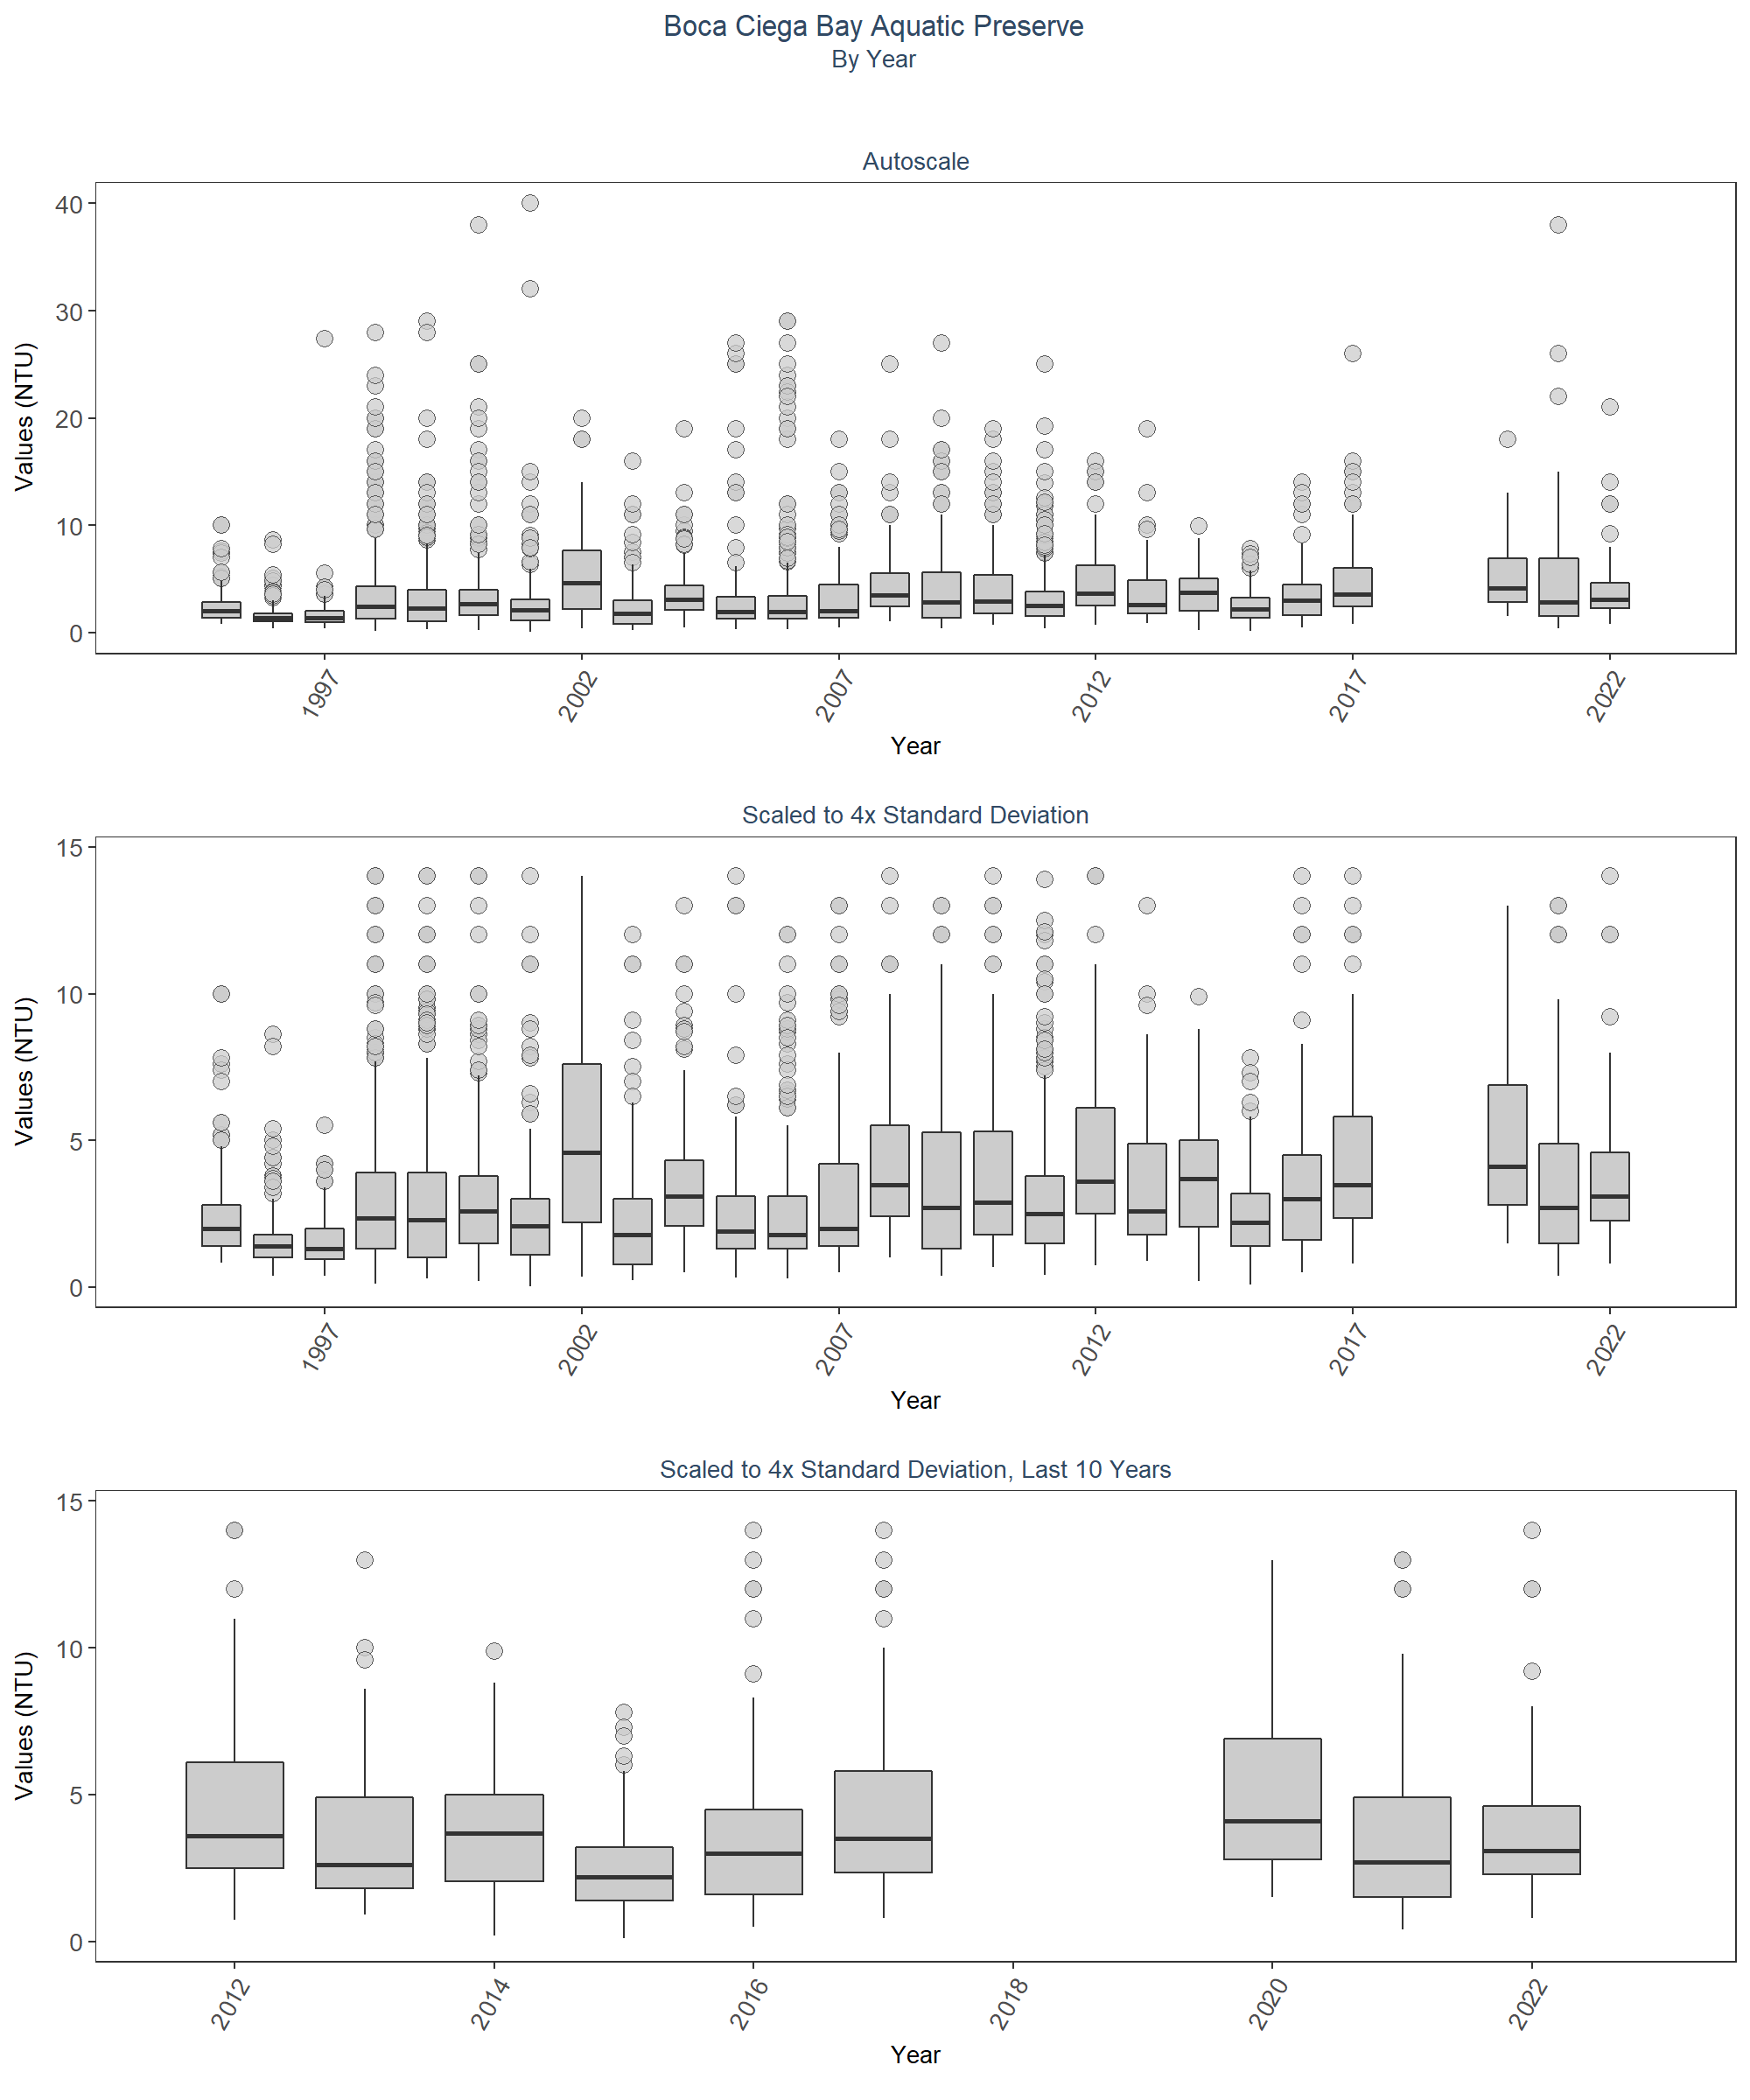 Boca Ciega Bay Aquatic Preserve
By Year
Autoscale
Values (NTU)
40
30
20
10
0
1997 2002 2007 2012 2017 2022
Year
Scaled to 4x Standard Deviation
Values (NTU)
15
10
5
0
1997 2002 2007 2012 2017 2022
Year
Scaled to 4x Standard Deviation, Last 10 Years
Values (NTU)
15
10
5
0
2012 2014 2016 2018 2020 2022
Year